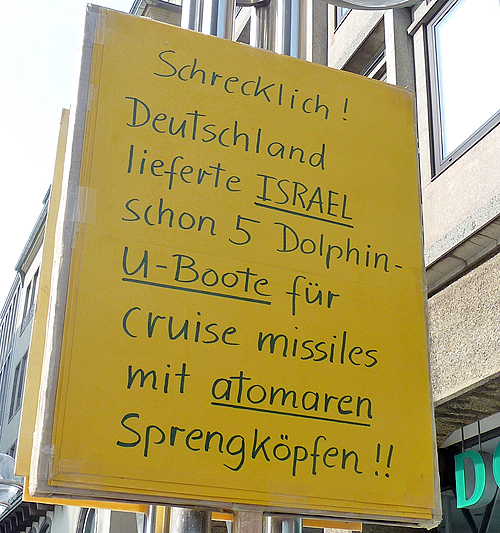 Schrecklich!
Deutschland
lieferte ISRAEL
schon 5 Dolphin-
U-Boote für
cruise missiles
mit atomaren
Sprengköpfen!!